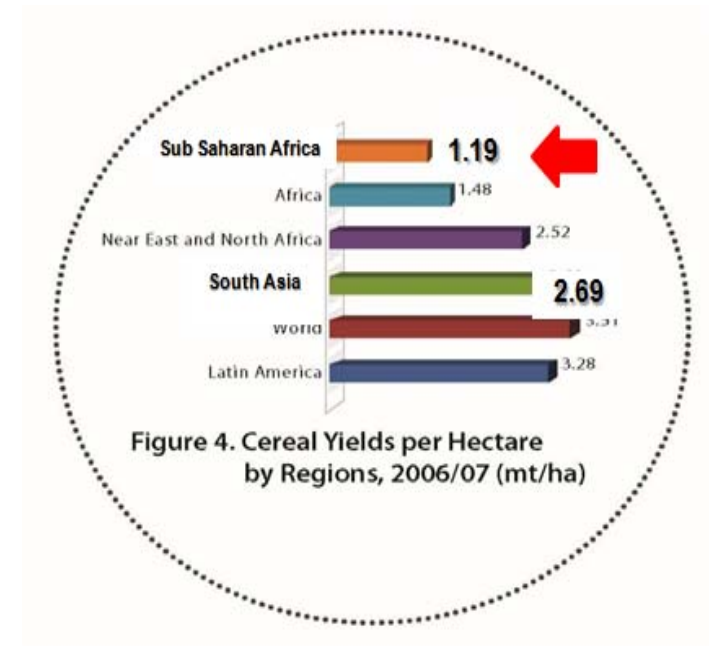 Sub Saharan Africa 1.19
Africa 1.48
Near East and North Africa 2.52
South Asia 2.69
World
Latin America 3.28
Figure 4. Cereal Yields per Hectare
by Regions, 2006/07 (mt/ha)